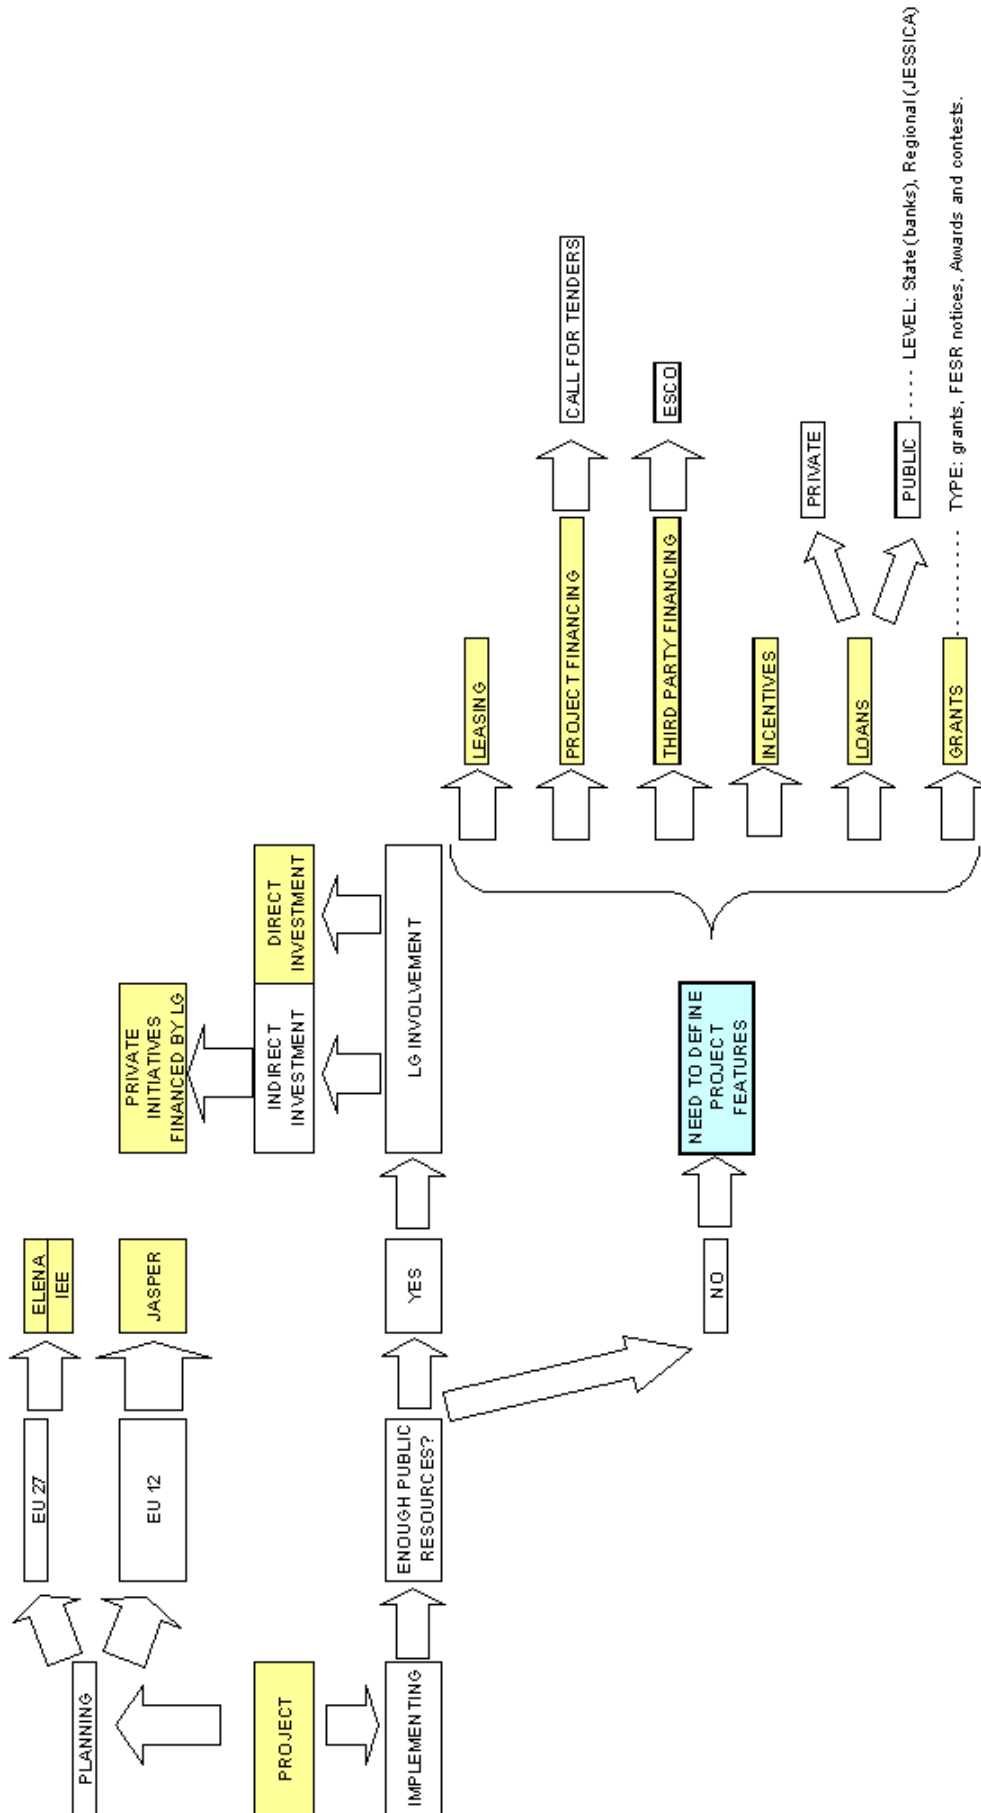 PLANNING
EU 27
ELENA
IEE
EU 12
JASPER
PROJECT
IMPLEMENTING
ENOUGH PUBLIC
RESOURCES?
YES
LG INVOLVEMENT
INDIRECT
INVESTMENT
DIRECT
INVESTMENT
PRIVATE
INITIATIVES
FINANCED BY LG
NO
NEED TO DEFINE
PROJECT
FEATURES
LEASING
PROJECT FINANCING
CALL FOR TENDERS
THIRD PARTY FINANCING
ESCO
INCENTIVES
LOANS
PRIVATE
PUBLIC
LEVEL: State (banks), Regional (JESSICA)
GRANTS
TYPE: grants, FESR notices, Awards and contests.